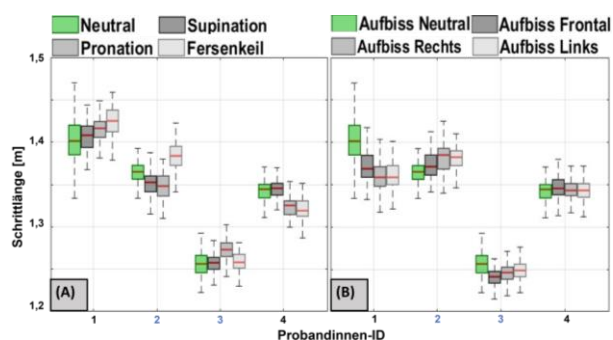 Neutral Supination
Pronation Fersenkeil
Aufbiss Neutral Aufbiss Frontal
Aufbiss Rechts Aufbiss Links
Schrittlänge [m]
1,5
1,4
1,3
1,2
(A)
(B)
1 2 3 4 1 2 3 4
Probandinnen-ID